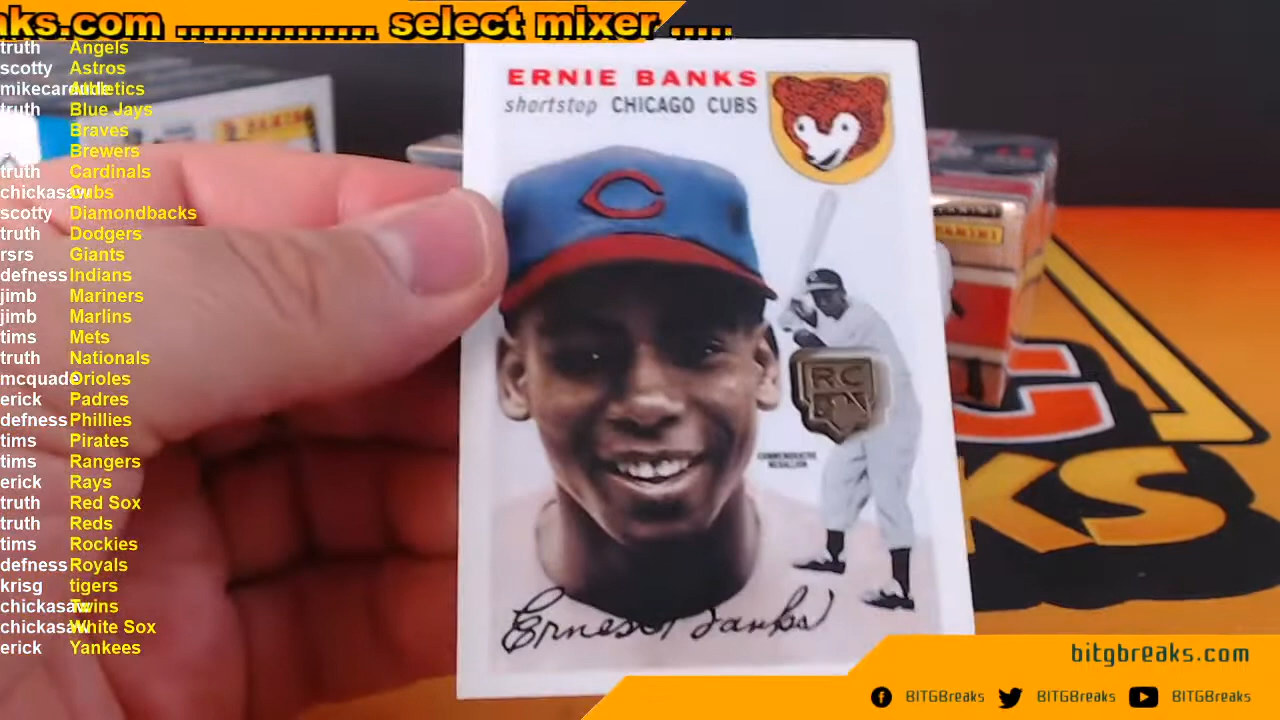 aks.com ............... select mixer .....
truth Angels
scotty Astros
Athletics
truth Blue Jays
Braves
Brewers
truth Cardinals
chickasaw Cubs
scotty Diamondbacks
truth Dodgers
rsrs Giants
defness Indians
jimb Mariners
jimb Marlins
tims Mets
truth Nationals
mcquade Orioles
erick Padres
defness Phillies
tims Pirates
tims Rangers
erick Rays
truth Red Sox
truth Reds
tims Rockies
defness Royals
krisg tigers
chickasaw Twins
chickasaw White Sox
erick Yankees
ERNIE BANKS
shortstop CHICAGO CUBS
C
RC
COMMEMORATIVE
MEDALLION
Ernest Banks
PANINI
PANINI
KS
bitgbreaks.com
BITGBreaks BITGBreaks BITGBreaks